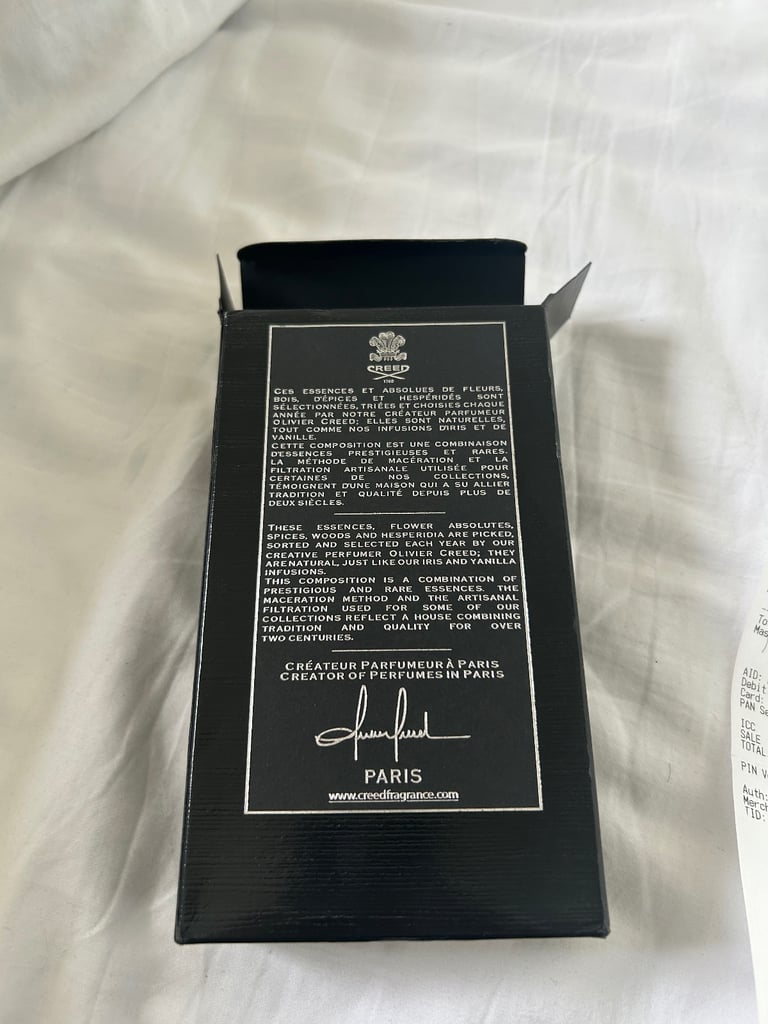 CREED
1760
CES ESSENCES ET ABSOLUES DE FLEURS,
BOIS, D'ÉPICES ET HESPÉRIDÉS SONT
SÉLECTIONNÉES, TRIÉES ET CHOISIES CHAQUE
ANNÉE PAR NOTRE CRÉATEUR PARFUMEUR
OLIVIER CREED; ELLES SONT NATURELLES,
TOUT COMME NOS INFUSIONS D'IRIS ET DE
VANILLE.
CETTE COMPOSITION EST UNE COMBINAISON
D'ESSENCES PRESTIGIEUSES ET RARES.
LA MÉTHODE DE MACÉRATION ET LA
FILTRATION ARTISANALE UTILISÉE POUR
CERTAINES DE NOS COLLECTIONS,
TÉMOIGNENT D'UNE MAISON QUI A SU ALLIER
TRADITION ET QUALITÉ DEPUIS PLUS DE
DEUX SIÈCLES.
THESE ESSENCES, FLOWER ABSOLUTES,
SPICES, WOODS AND HESPERIDIA ARE PICKED,
SORTED AND SELECTED EACH YEAR BY OUR
CREATIVE PERFUMER OLIVIER CREED; THEY
ARENATURAL, JUST LIKE OUR IRIS AND VANILLA
INFUSIONS.
THIS COMPOSITION IS A COMBINATION OF
PRESTIGIOUS AND RARE ESSENCES. THE
MACERATION METHOD AND THE ARTISANAL
FILTRATION USED FOR SOME OF OUR
COLLECTIONS REFLECT A HOUSE COMBINING
TRADITION AND QUALITY FOR OVER
TWO CENTURIES.
CRÉATEUR PARFUMEUR À PARIS
CREATOR OF PERFUMES IN PARIS
PARIS
www.creedfragrance.com
To
Mas
AID:
Debit
Card:
PAN Se
ICC
SALE
TOTAL
PIN V
Auth:
Merch
TID: